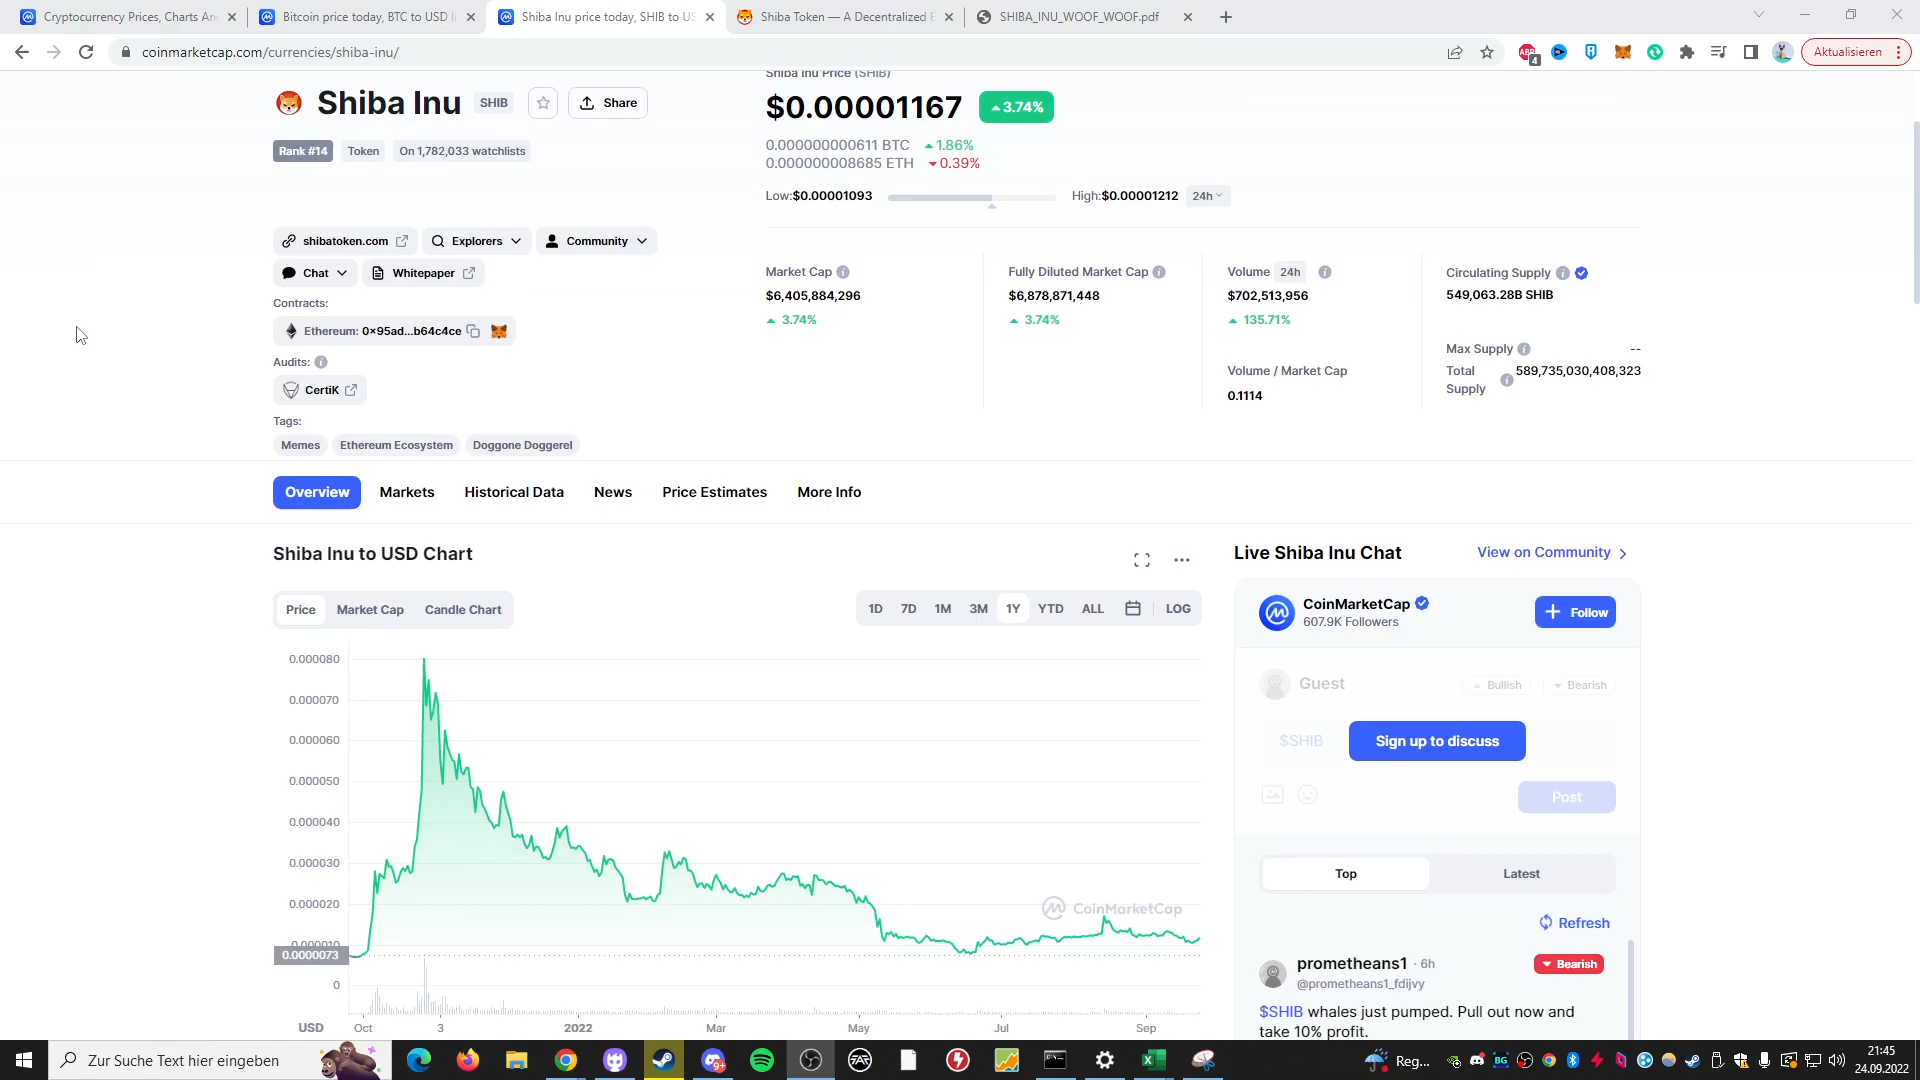 Cryptocurrency Prices, Charts An
Bitcoin price today, BTC to USD li
Shiba Inu price today, SHIB to US
Shiba Token — A Decentralized E
SHIBA_INU_WOOF_WOOF.pdf
coinmarketcap.com/currencies/shiba-inu/
4
Aktualisieren
Shiba Inu Price (SHIB)
Shiba Inu
SHIB
Share
$0.00001167
3.74%
Rank #14
Token
On 1,782,033 watchlists
0.000000000611 BTC
1.86%
0.000000008685 ETH
0.39%
Low:$0.00001093
High:$0.00001212
24h
shibatoken.com
Explorers
Community
Chat
Whitepaper
Contracts:
Ethereum: 0x95ad...b64c4ce
Audits:
CertiK
Tags:
Memes
Ethereum Ecosystem
Doggone Doggerel
Market Cap
$6,405,884,296
3.74%
Fully Diluted Market Cap
$6,878,871,448
3.74%
Volume 24h
$702,513,956
135.71%
Volume / Market Cap
0.1114
Circulating Supply
549,063.28B SHIB
Max Supply
--
Total Supply
589,735,030,408,323
Overview
Markets
Historical Data
News
Price Estimates
More Info
Shiba Inu to USD Chart
Price
Market Cap
Candle Chart
1D
7D
1M
3M
1Y
YTD
ALL
LOG
0.000080
0.000070
0.000060
0.000050
0.000040
0.000030
0.000020
0.000010
0.0000073
0
CoinMarketCap
USD
Oct
3
2022
Mar
May
Jul
Sep
Live Shiba Inu Chat
View on Community
CoinMarketCap
607.9K Followers
Follow
Guest
Bullish
Bearish
$SHIB
Sign up to discuss
Post
Top
Latest
Refresh
prometheans1 · 6h
@prometheans1_fdijvy
Bearish
$SHIB whales just pumped. Pull out now and
take 10% profit.
Zur Suche Text hier eingeben
9+
Reg...
21:45
24.09.2022